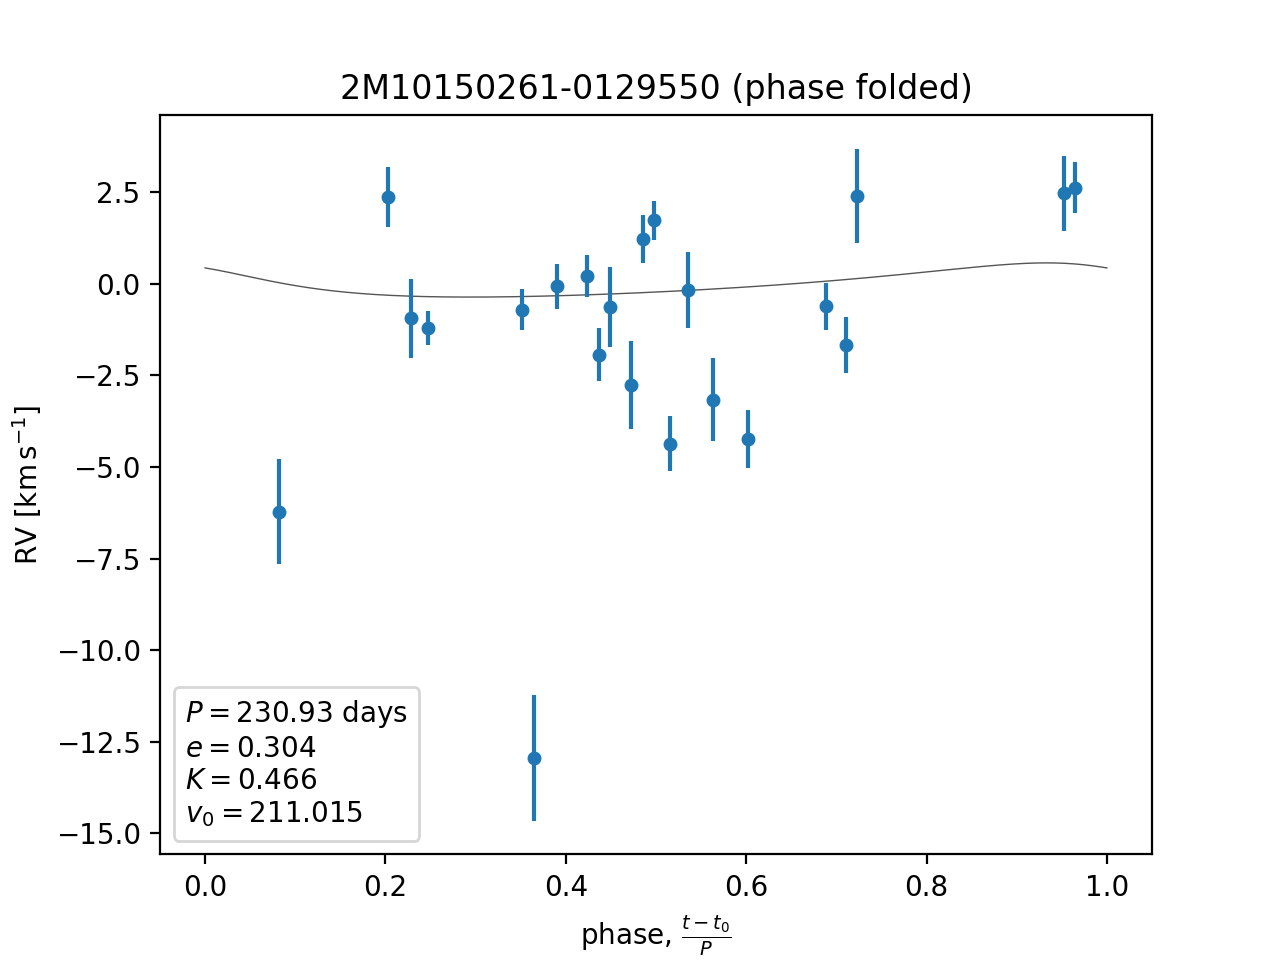 2M10150261-0129550 (phase folded)
RV [km s⁻¹]
2.5
0.0
−2.5
−5.0
−7.5
−10.0
−12.5
−15.0
P = 230.93 days
e = 0.304
K = 0.466
v₀ = 211.015
0.0 0.2 0.4 0.6 0.8 1.0
phase, (t − t₀)/P